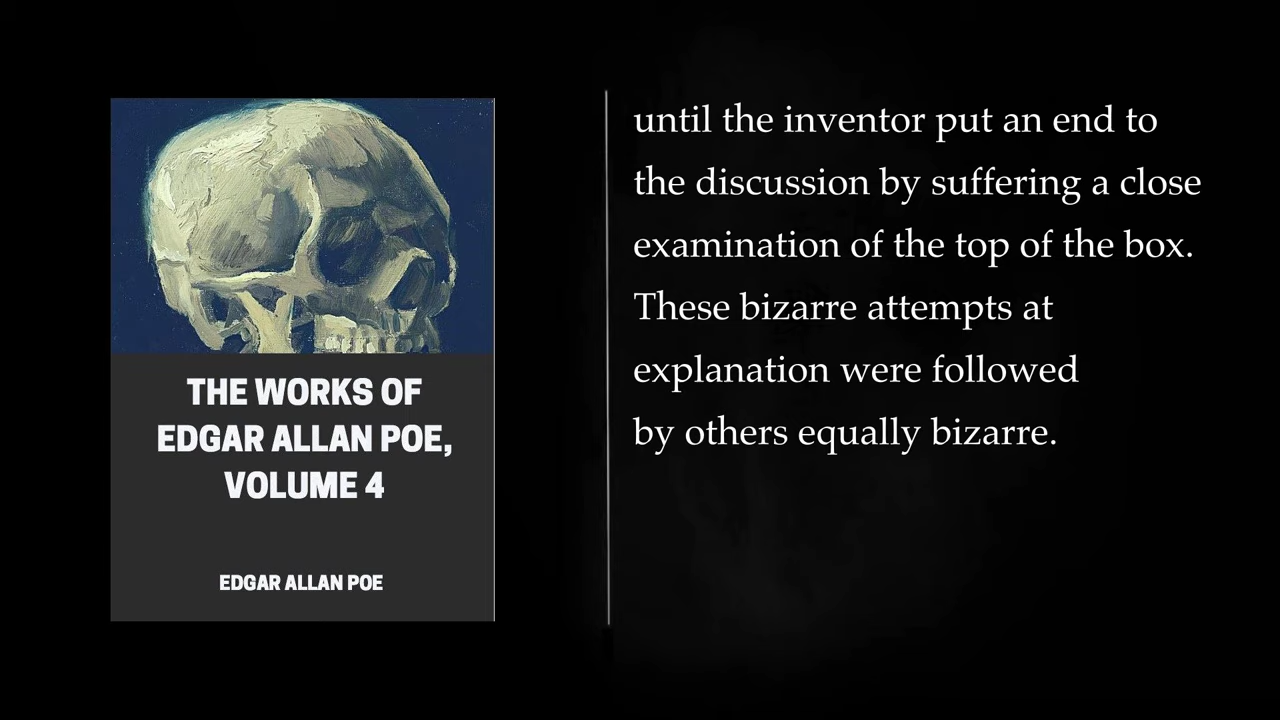 THE WORKS OF
EDGAR ALLAN POE,
VOLUME 4
EDGAR ALLAN POE
until the inventor put an end to
the discussion by suffering a close
examination of the top of the box.
These bizarre attempts at
explanation were followed
by others equally bizarre.